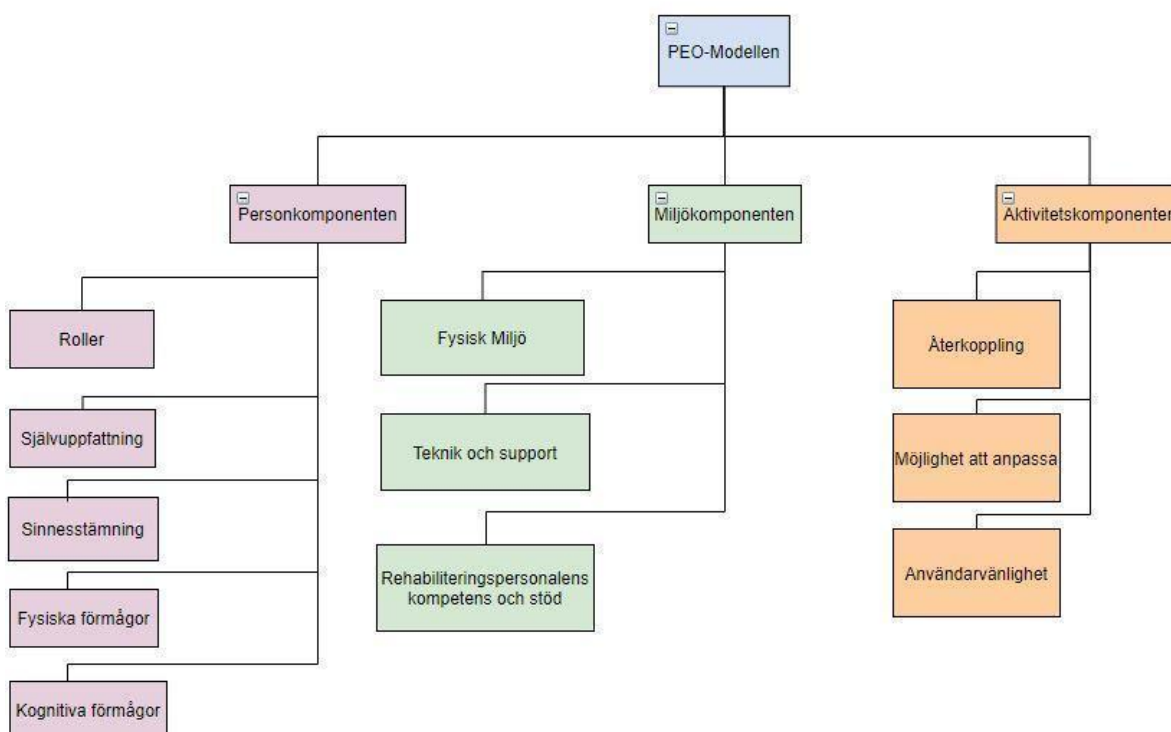 PEO-Modellen
Personkomponenten
Miljökomponenten
Aktivitetskomponenten
Roller
Självuppfattning
Sinnesstämning
Fysiska förmågor
Kognitiva förmågor
Fysisk Miljö
Teknik och support
Rehabiliteringspersonalens
kompetens och stöd
Återkoppling
Möjlighet att anpassa
Användarvänlighet